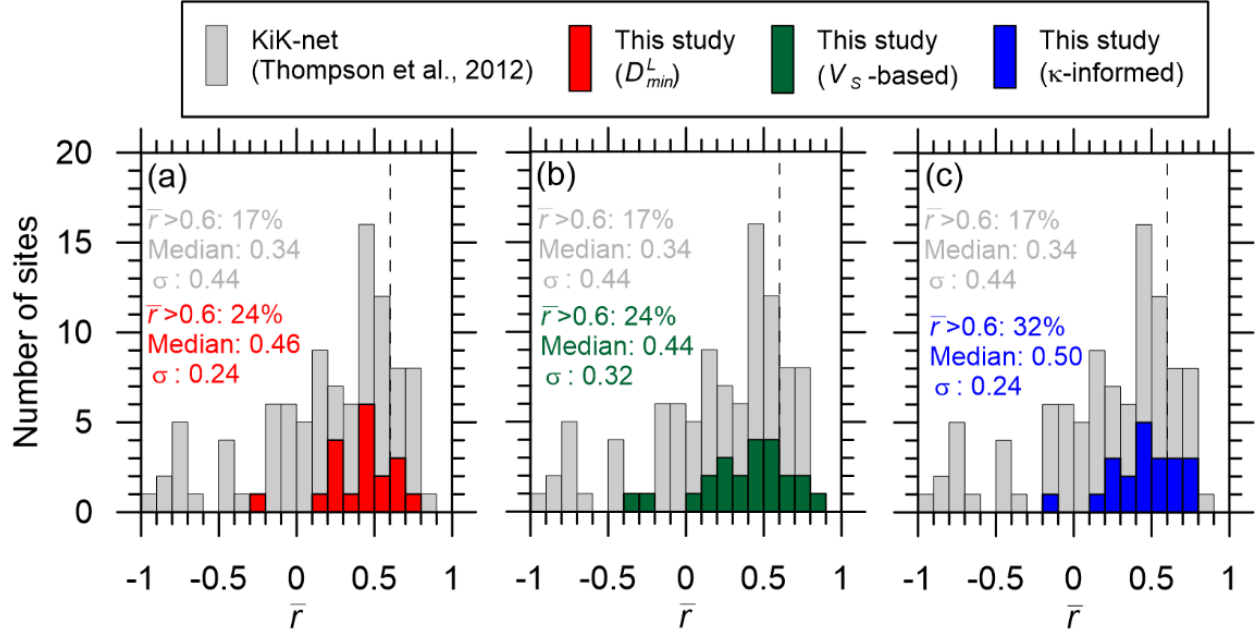 KiK-net
(Thompson et al., 2012)
This study
(D^L_min)
This study
(V_S -based)
This study
(κ-informed)
Number of sites
20
15
10
5
0
(a)
r̅>0.6: 17%
Median: 0.34
σ : 0.44
r̅>0.6: 24%
Median: 0.46
σ : 0.24
-1 -0.5 0 0.5 1
r̅
(b)
r̅>0.6: 17%
Median: 0.34
σ : 0.44
r̅>0.6: 24%
Median: 0.44
σ : 0.32
-1 -0.5 0 0.5 1
r̅
(c)
r̅>0.6: 17%
Median: 0.34
σ : 0.44
r̅>0.6: 32%
Median: 0.50
σ : 0.24
-1 -0.5 0 0.5 1
r̅